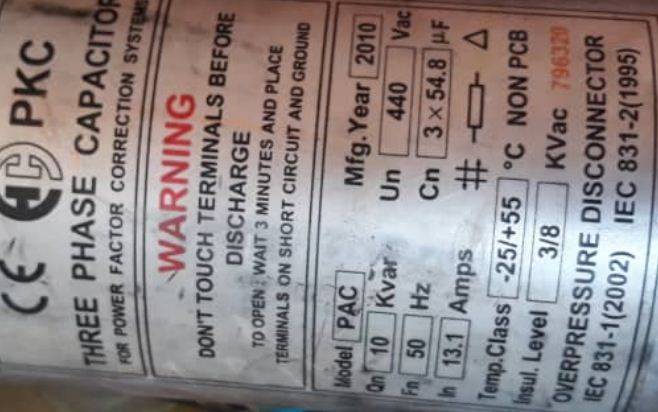 CE PKC
THREE PHASE CAPACITOR
FOR POWER FACTOR CORRECTION SYSTEMS
WARNING
DON'T TOUCH TERMINALS BEFORE
DISCHARGE
TO OPEN : WAIT 3 MINUTES AND PLACE
TERMINALS ON SHORT CIRCUIT AND GROUND
Model PAC Mfg. Year 2010
Qn 10 Kvar Un 440 Vac
Fn 50 Hz Cn 3 × 54.8 µF
In 13.1 Amps
Temp.Class -25/+55 °C NON PCB
Insul. Level 3/8 KVac 796320
OVERPRESSURE DISCONNECTOR
IEC 831-1(2002) IEC 831-2(1995)